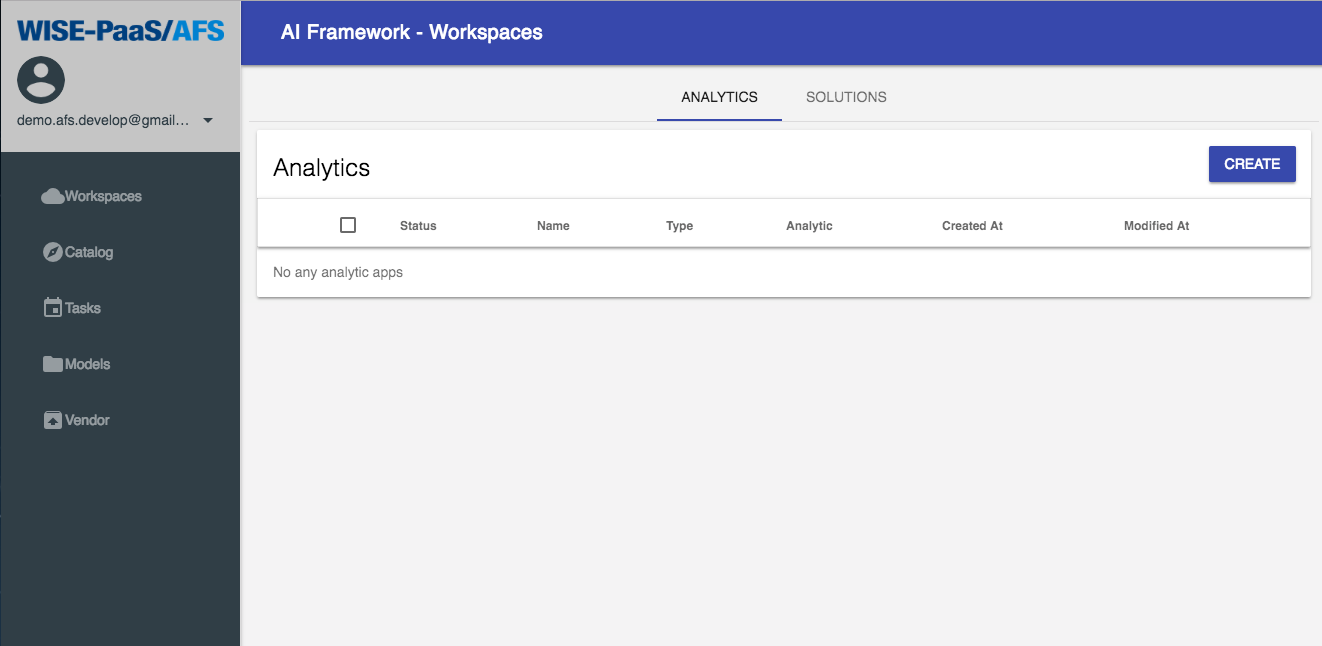 WISE-PaaS/AFS
demo.afs.develop@gmail...
Workspaces
Catalog
Tasks
Models
Vendor
AI Framework - Workspaces
ANALYTICS SOLUTIONS
Analytics CREATE
Status Name Type Analytic Created At Modified At
No any analytic apps